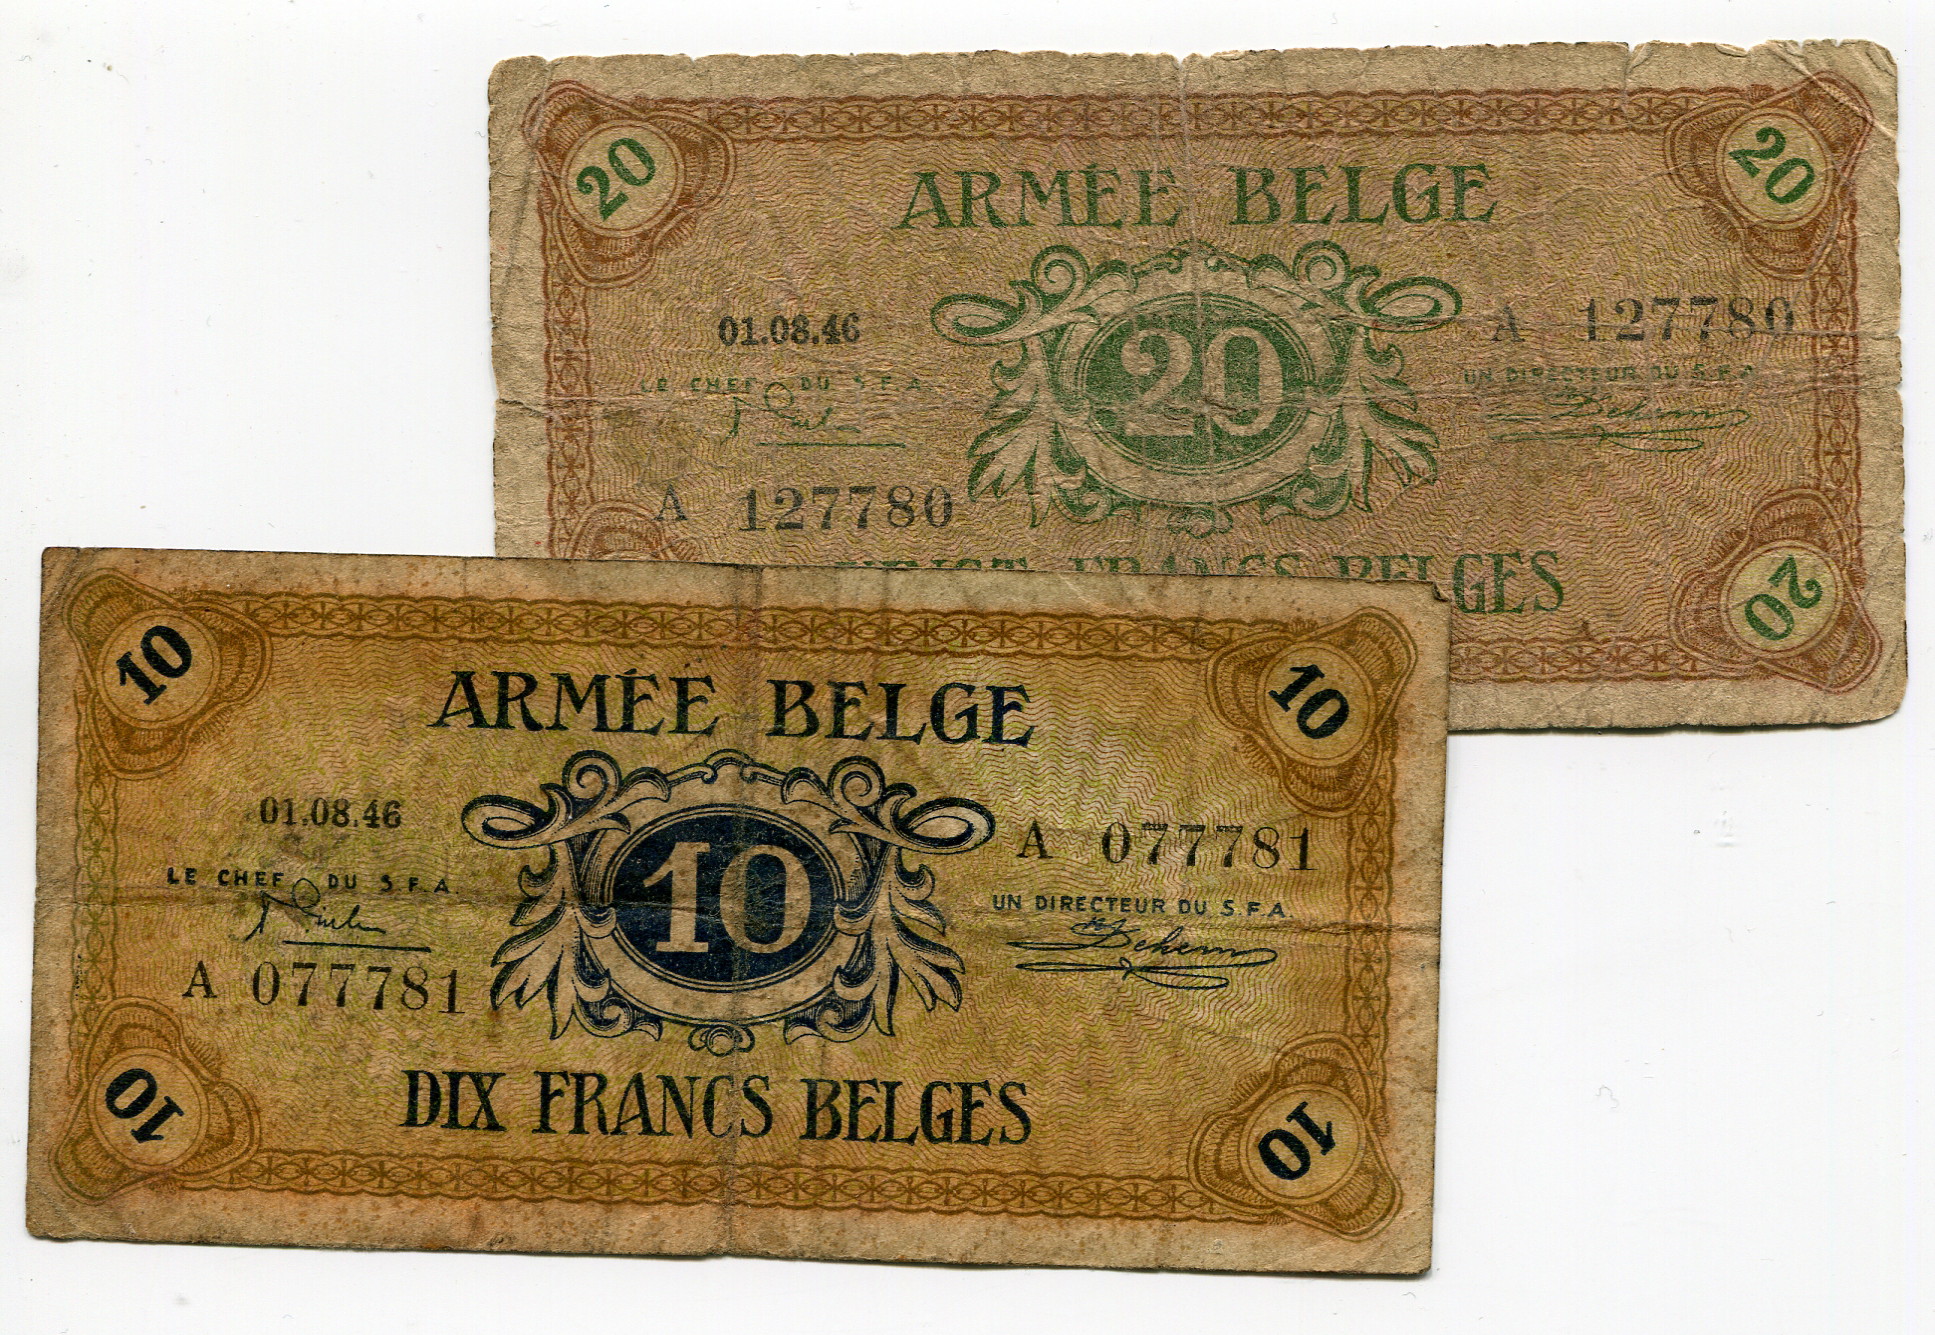 20
20
ARMÉE BELGE
01.08.46
A 127780
20
LE CHEF DU S.F.A.
UN DIRECTEUR DU S.F.A.
A 127780
VINGT FRANCS BELGES
20
10
10
ARMÉE BELGE
01.08.46
A 077781
10
LE CHEF DU S.F.A.
UN DIRECTEUR DU S.F.A.
A 077781
DIX FRANCS BELGES
10
10